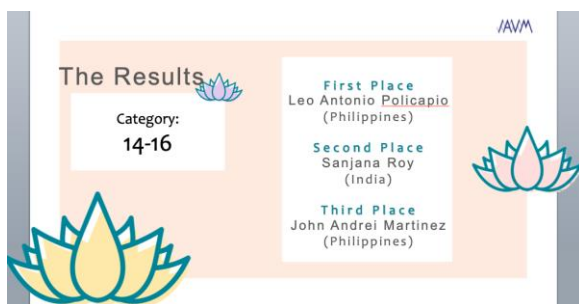 /AVM
The Results
Category:
14-16
First Place
Leo Antonio Policapio
(Philippines)
Second Place
Sanjana Roy
(India)
Third Place
John Andrei Martinez
(Philippines)